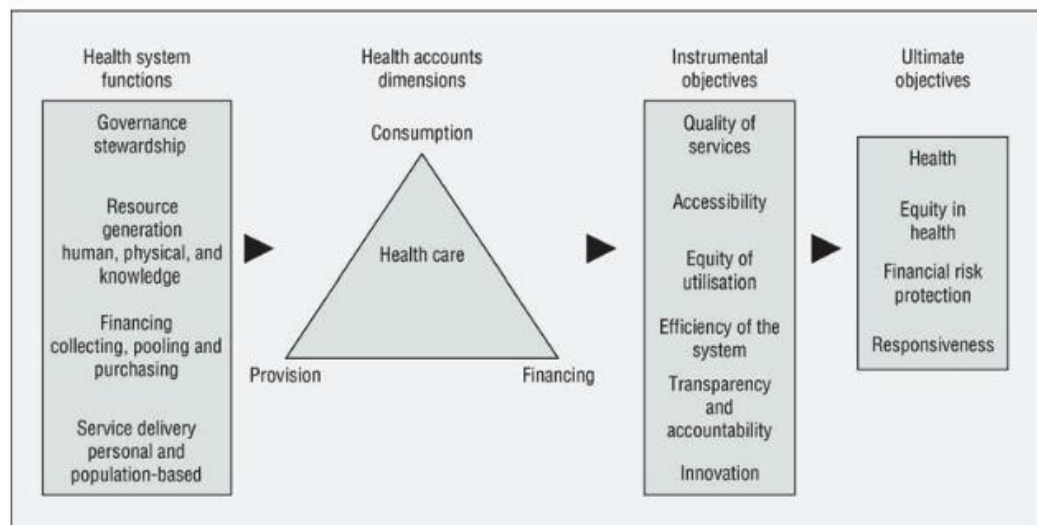 Health system
functions
Governance
stewardship
Resource
generation
human, physical, and
knowledge
Financing
collecting, pooling and
purchasing
Service delivery
personal and
population-based
Health accounts
dimensions
Consumption
Health care
Provision
Financing
Instrumental
objectives
Quality of
services
Accessibility
Equity of
utilisation
Efficiency of the
system
Transparency
and
accountability
Innovation
Ultimate
objectives
Health
Equity in
health
Financial risk
protection
Responsiveness